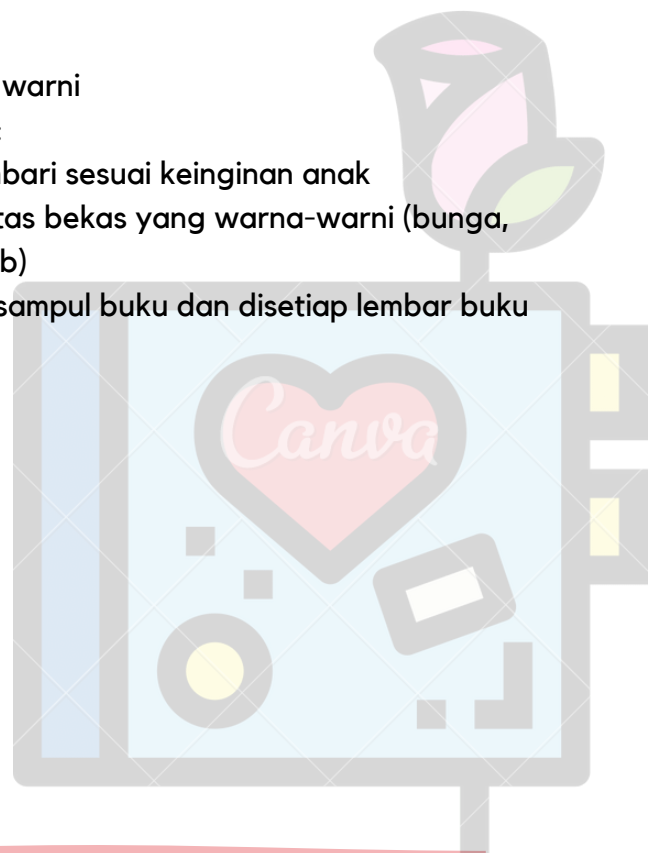 warni
:
bari sesuai keinginan anak
tas bekas yang warna-warni (bunga,
b)
sampul buku dan disetiap lembar buku
Canva